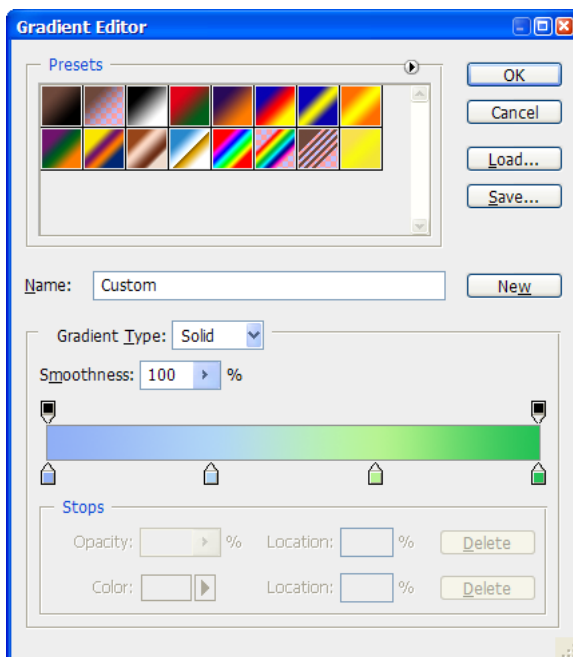 Gradient Editor
Presets
OK
Cancel
Load...
Save...
Name: Custom
New
Gradient Type: Solid
Smoothness: 100 %
Stops
Opacity: % Location: % Delete
Color: Location: % Delete